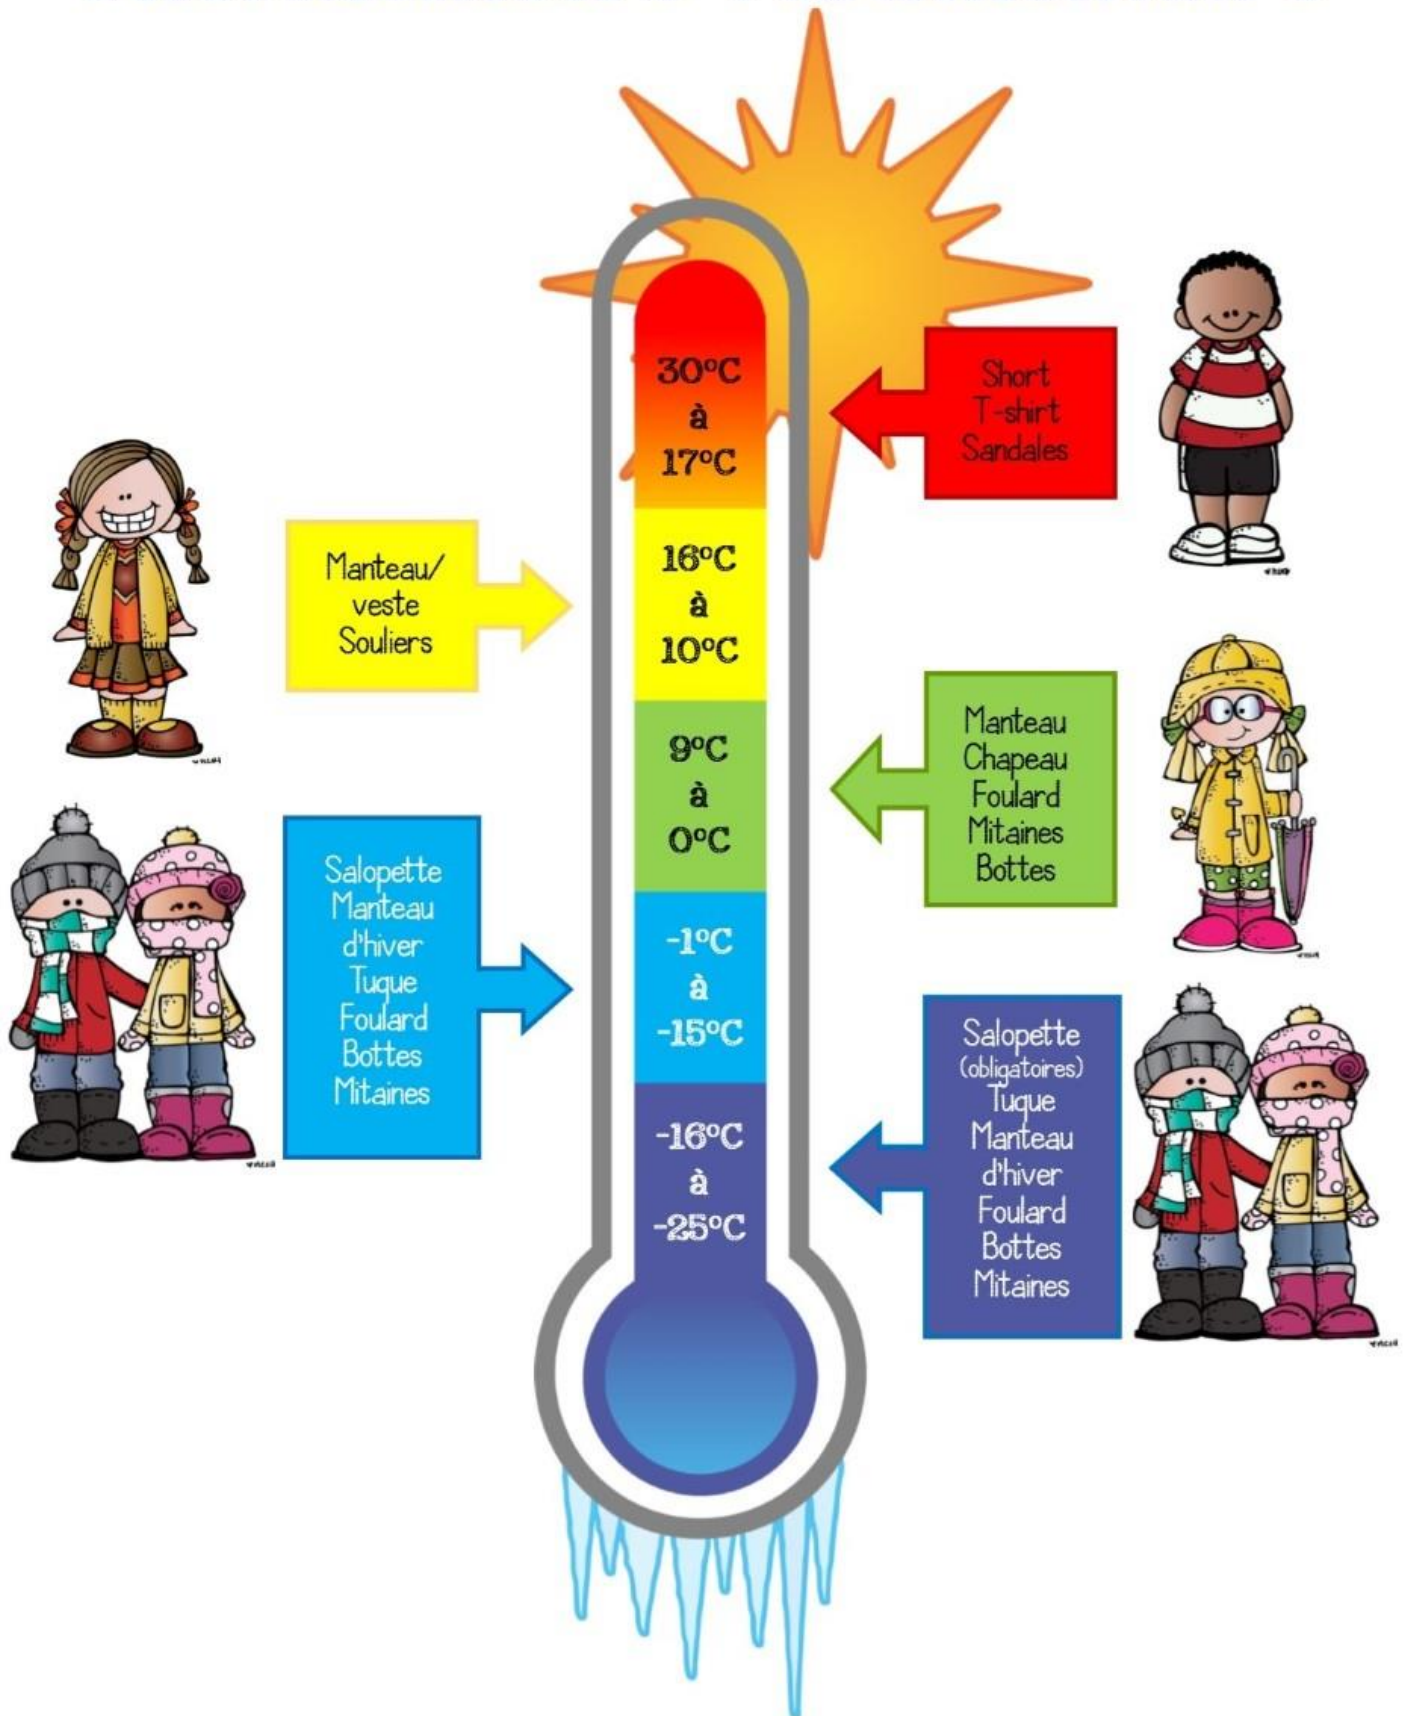 30°C
à
17°C
Short
T-shirt
Sandales
Manteau/
veste
Souliers
16°C
à
10°C
9°C
à
0°C
Manteau
Chapeau
Foulard
Mitaines
Bottes
Salopette
Manteau
d'hiver
Tuque
Foulard
Bottes
Mitaines
-1°C
à
-15°C
-16°C
à
-25°C
Salopette
(obligatoires)
Tuque
Manteau
d'hiver
Foulard
Bottes
Mitaines